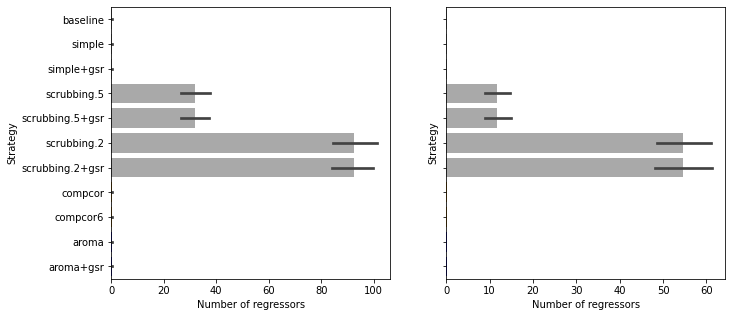 baseline
simple
simple+gsr
scrubbing.5
scrubbing.5+gsr
scrubbing.2
scrubbing.2+gsr
compcor
compcor6
aroma
aroma+gsr
Strategy
0 20 40 60 80 100
Number of regressors
Strategy
0 10 20 30 40 50 60
Number of regressors